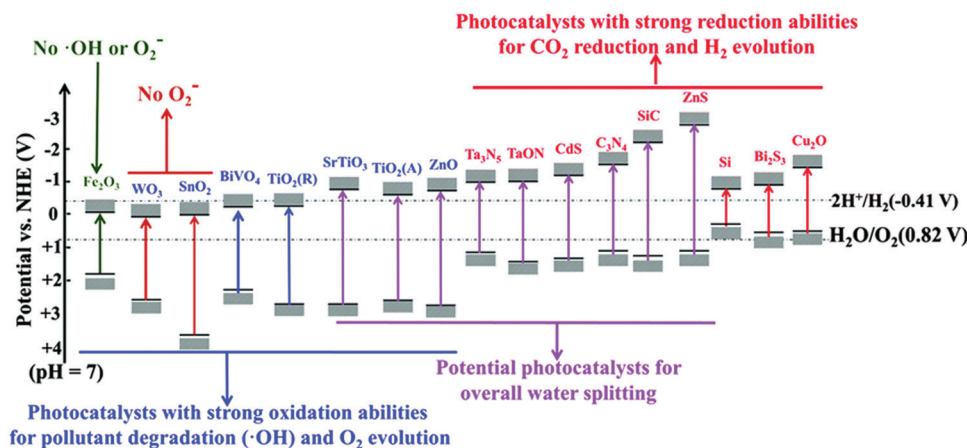 Photocatalysts with strong reduction abilities
for CO₂ reduction and H₂ evolution
No ·OH or O₂⁻
No O₂⁻
Potential vs. NHE (V)
-3
-2
-1
0
+1
+2
+3
+4
(pH = 7)
Fe₂O₃
WO₃
SnO₂
BiVO₄
TiO₂(R)
SrTiO₃
TiO₂(A)
ZnO
Ta₃N₅
TaON
CdS
C₃N₄
SiC
ZnS
Si
Bi₂S₃
Cu₂O
2H⁺/H₂(-0.41 V)
H₂O/O₂(0.82 V)
Potential photocatalysts for
overall water splitting
Photocatalysts with strong oxidation abilities
for pollutant degradation (·OH) and O₂ evolution